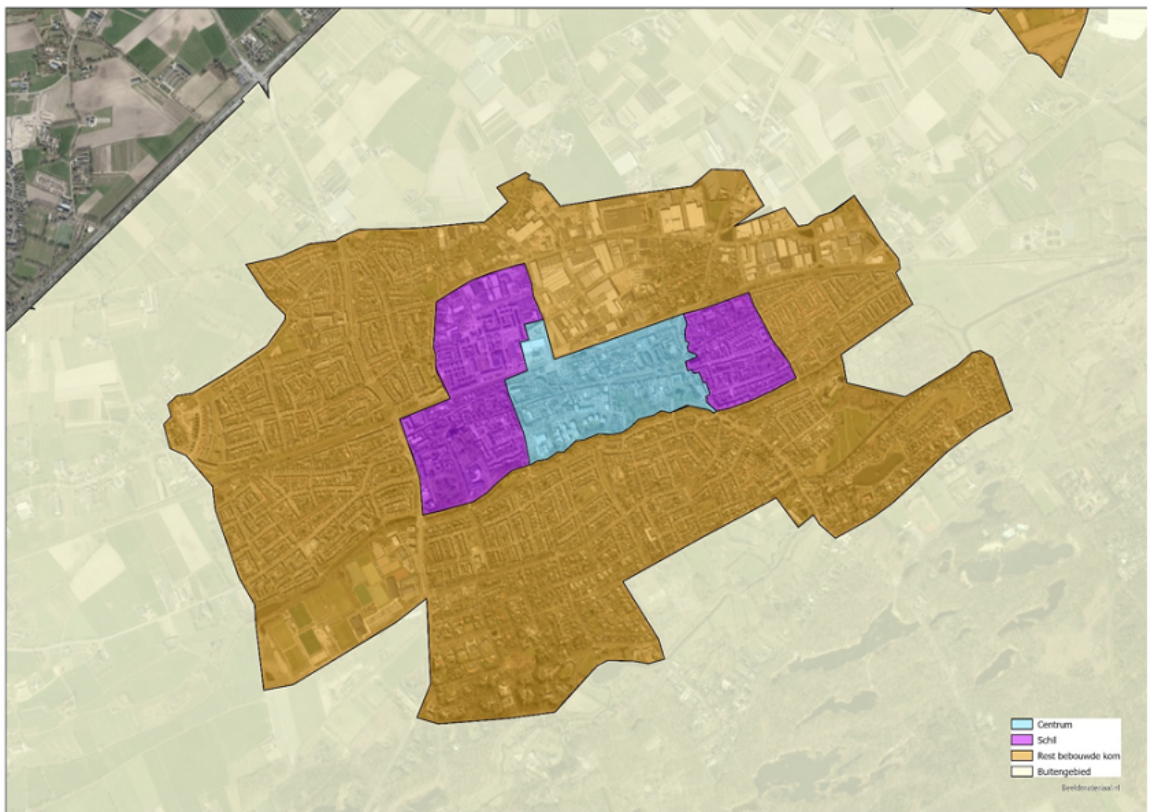 Centrum
Schil
Rest bebouwde kom
Buitengebied
Beeldmateriaal.nl